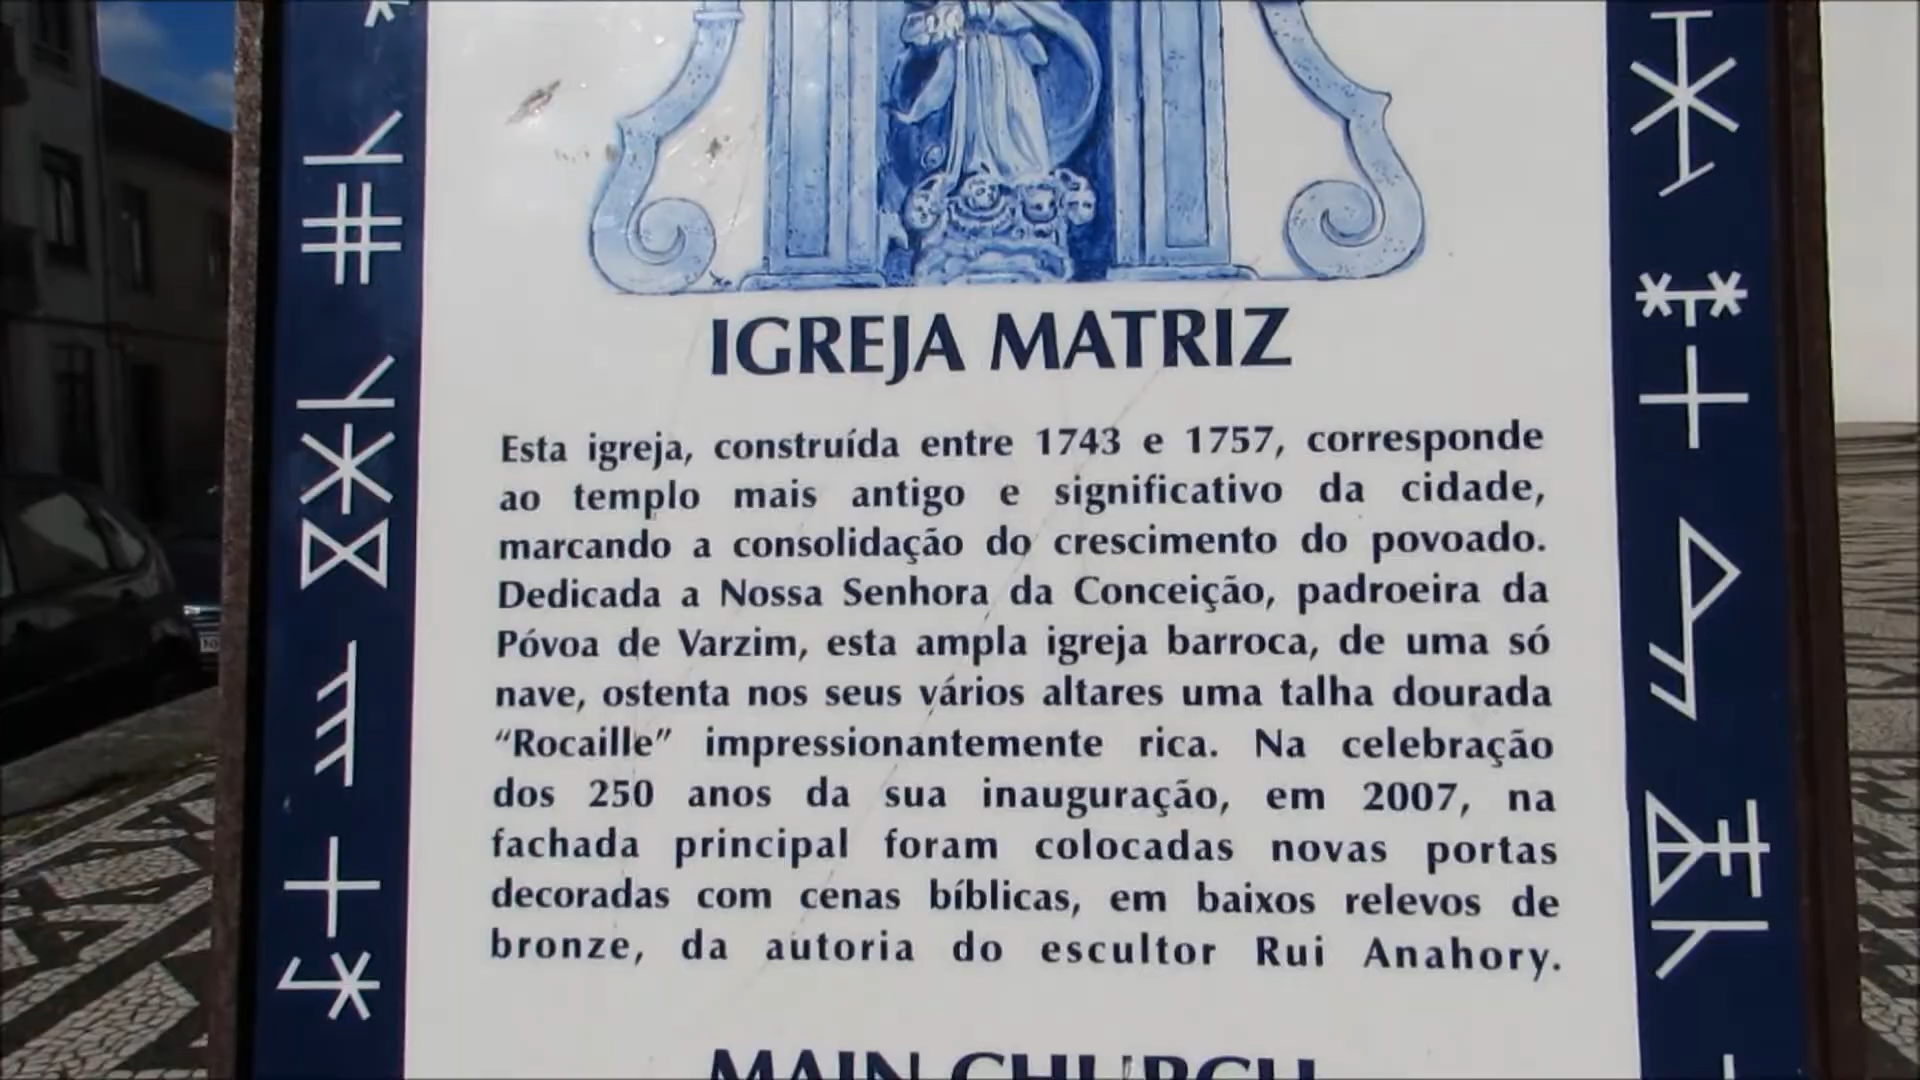 IGREJA MATRIZ
Esta igreja, construída entre 1743 e 1757, corresponde
ao templo mais antigo e significativo da cidade,
marcando a consolidação do crescimento do povoado.
Dedicada a Nossa Senhora da Conceição, padroeira da
Póvoa de Varzim, esta ampla igreja barroca, de uma só
nave, ostenta nos seus vários altares uma talha dourada
“Rocaille” impressionantemente rica. Na celebração
dos 250 anos da sua inauguração, em 2007, na
fachada principal foram colocadas novas portas
decoradas com cenas bíblicas, em baixos relevos de
bronze, da autoria do escultor Rui Anahory.
MAIN CHURCH